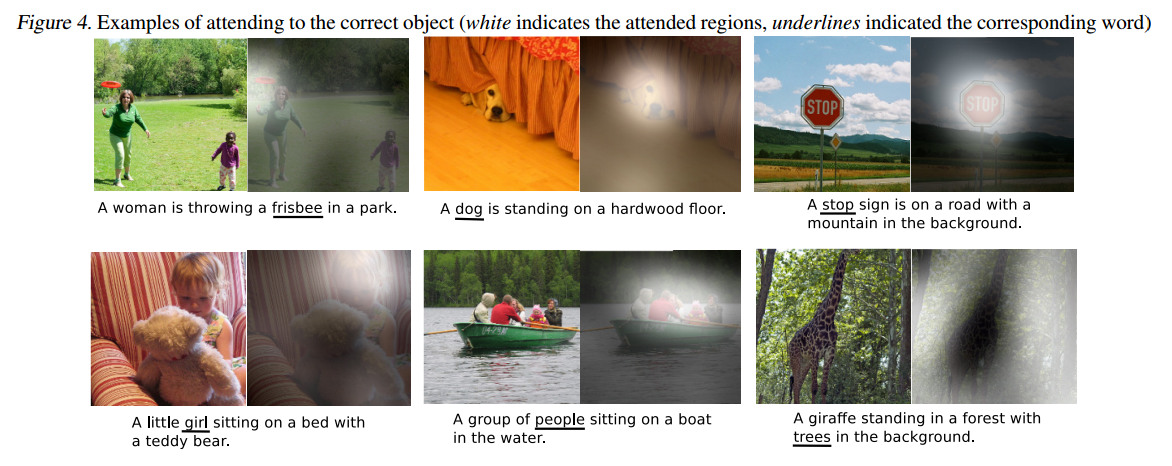 Figure 4. Examples of attending to the correct object (white indicates the attended regions, underlines indicated the corresponding word)
STOP
STOP
A woman is throwing a frisbee in a park.
A dog is standing on a hardwood floor.
A stop sign is on a road with a
mountain in the background.
A little girl sitting on a bed with
a teddy bear.
A group of people sitting on a boat
in the water.
A giraffe standing in a forest with
trees in the background.